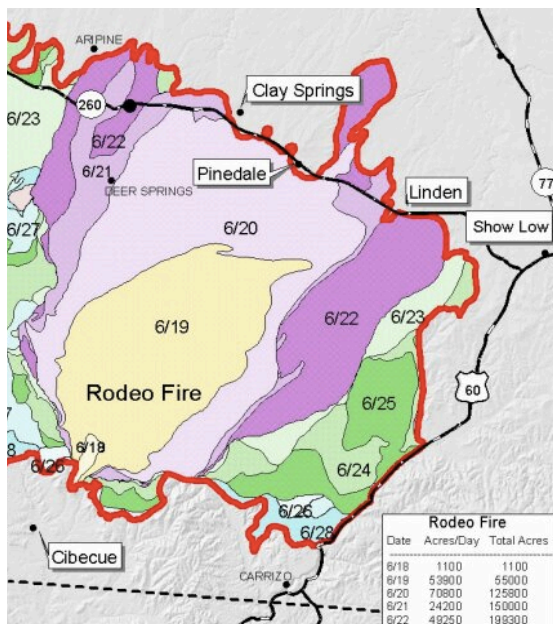 ARIPINE
Clay Springs
260
6/23
6/22
6/21
Pinedale
DEER SPRINGS
Linden
77
6/20
Show Low
6/27
6/19
6/22
6/23
Rodeo Fire
60
6/25
6/18
6/24
6/26
6/28
Cibecue
CARRIZO
Rodeo Fire
Date Acres/Day Total Acres
6/18 1100 1100
6/19 53900 55000
6/20 70800 125800
6/21 24200 150000
6/22 49250 199300